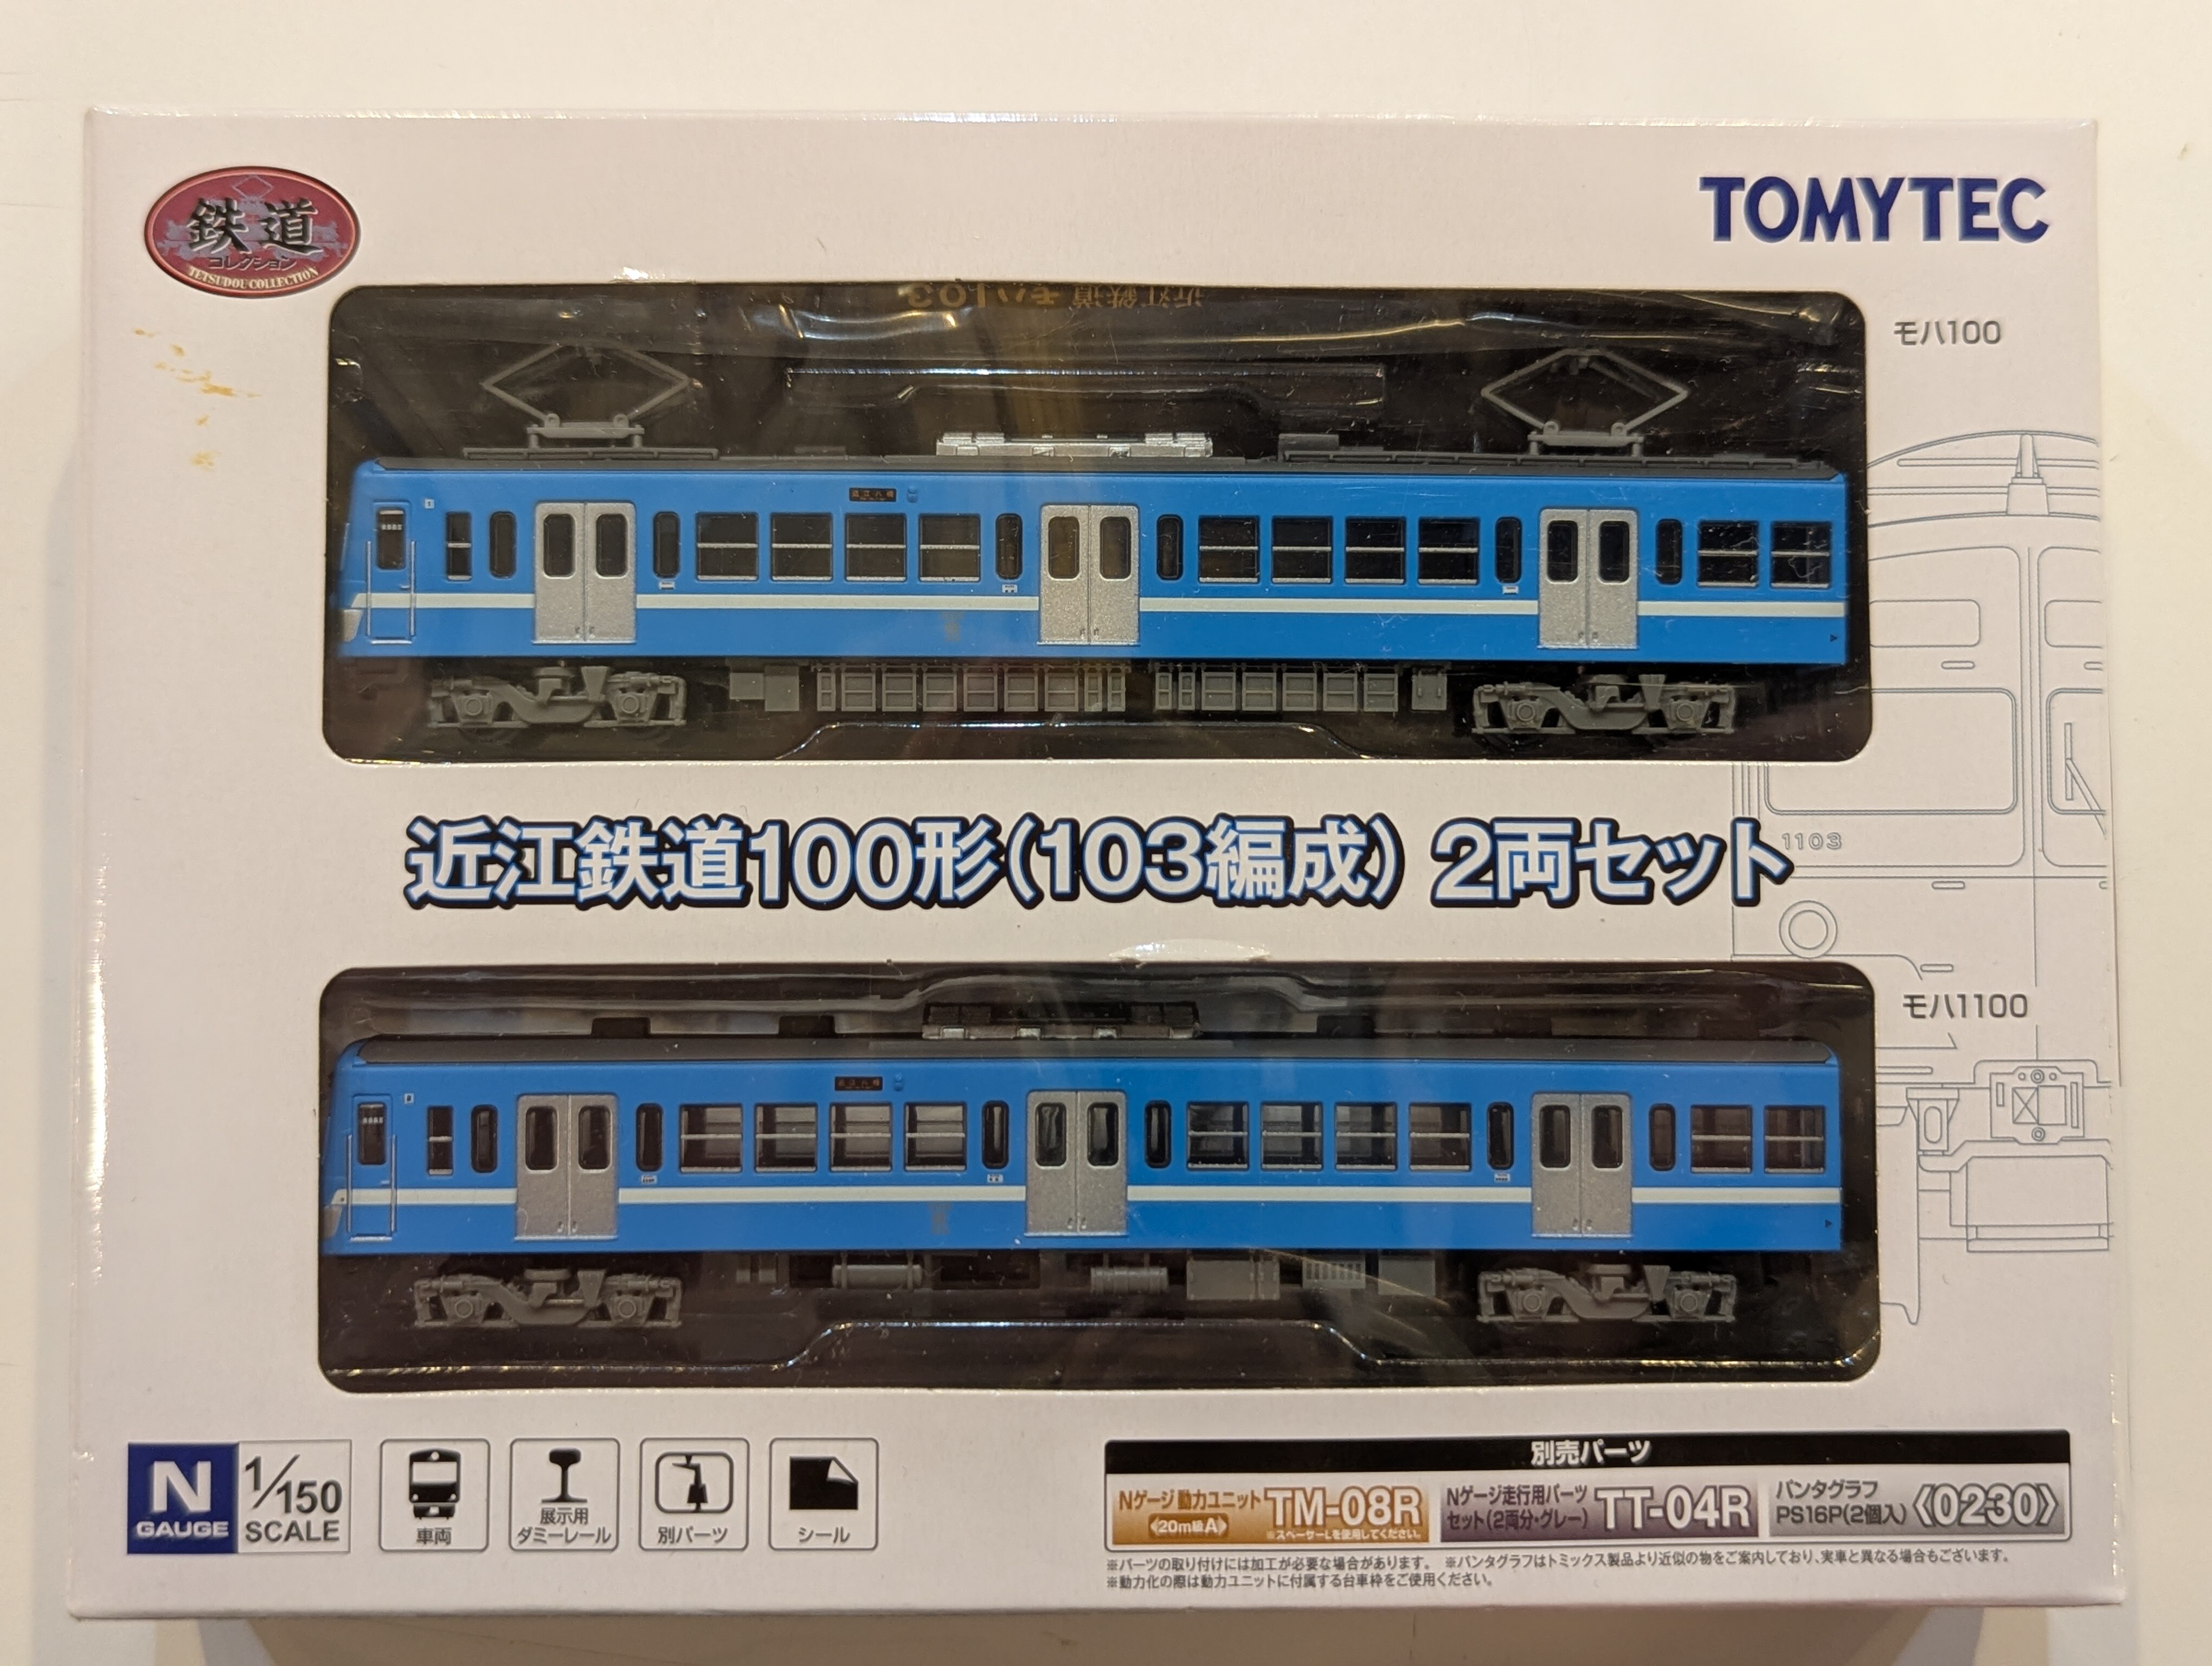 鉄道
コレクション
TETSUDOU COLLECTION
TOMYTEC
近江鉄道 モハ103
モハ100
近江鉄道100形(103編成) 2両セット
1103
モハ1100
N
GAUGE
1/150
SCALE
車両
展示用
ダミーレール
別パーツ
シール
別売パーツ
Nゲージ動力ユニット
《20m級A》
TM-08R
※スペーサーLを使用してください。
Nゲージ走行用パーツ
セット(2両分・グレー)
TT-04R
パンタグラフ
PS16P(2個入)
《0230》
※パーツの取り付けには加工が必要な場合があります。 ※パンタグラフはトミックス製品より近似の物をご案内しており、実車と異なる場合もございます。
※動力化の際は動力ユニットに付属する台車枠をご使用ください。